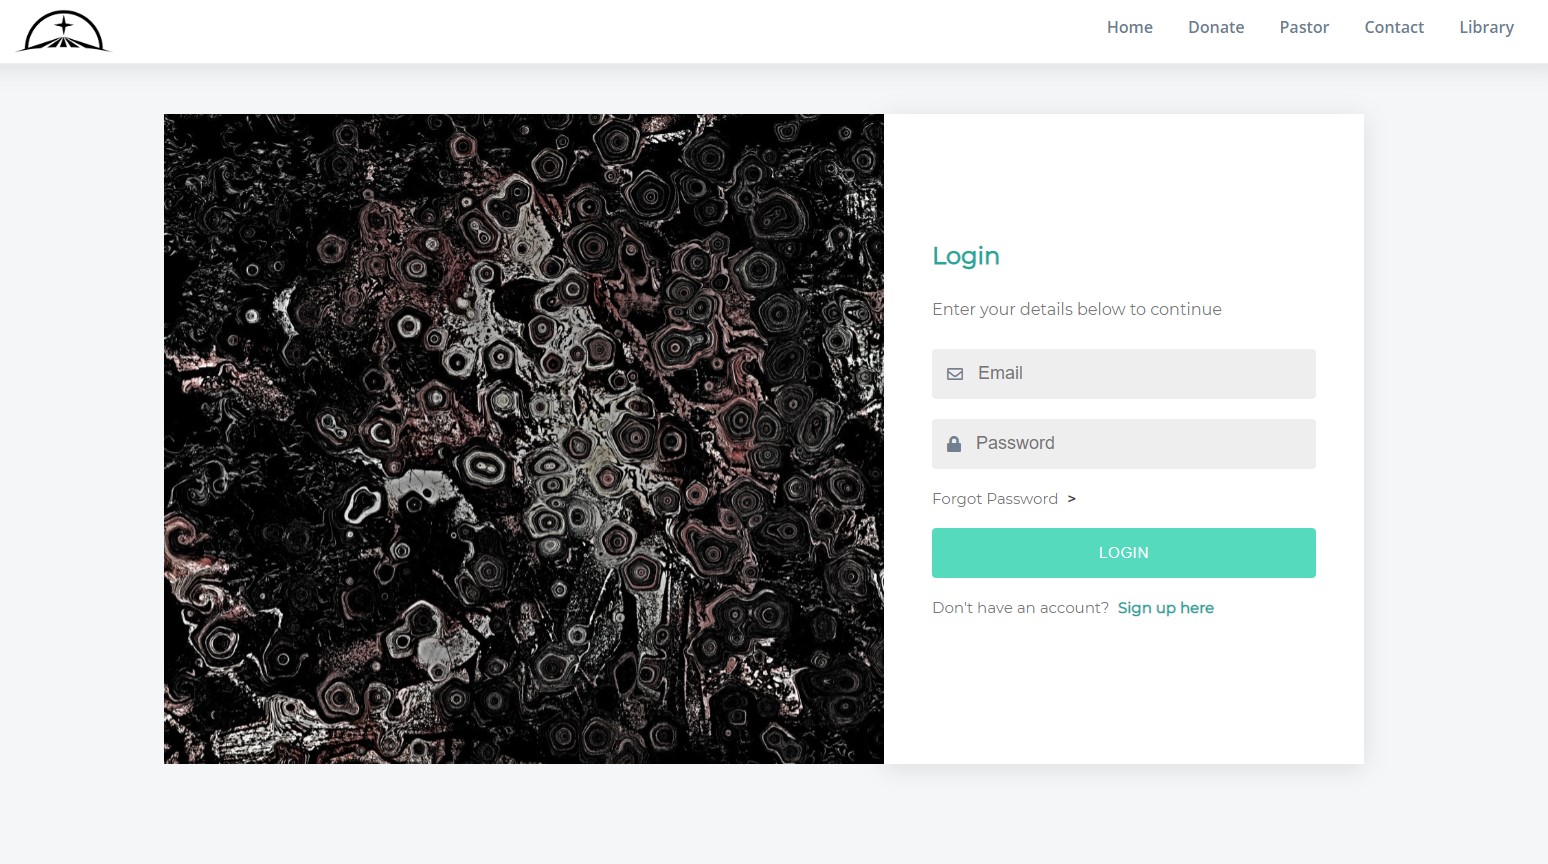 Home Donate Pastor Contact Library
Login
Enter your details below to continue
Email
Password
Forgot Password >
LOGIN
Don't have an account? Sign up here